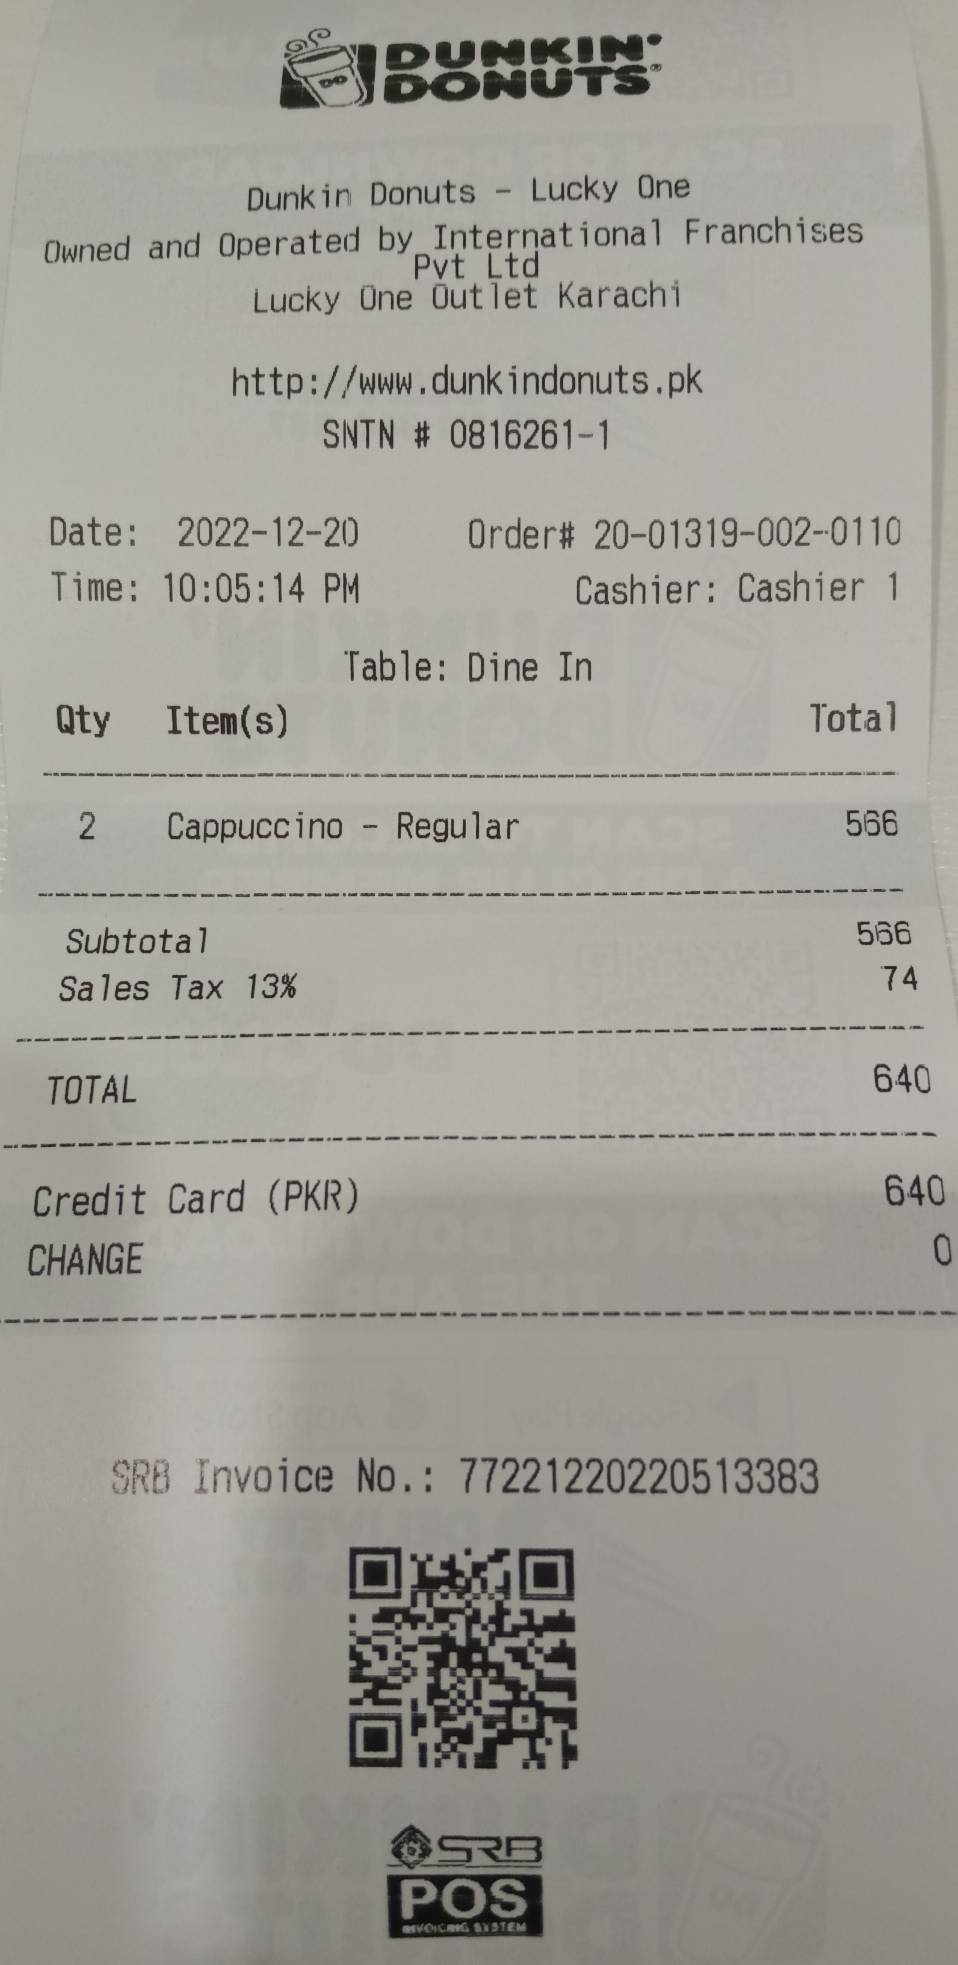 DUNKIN'
DONUTS®
Dunkin Donuts - Lucky One
Owned and Operated by International Franchises
Pvt Ltd
Lucky One Outlet Karachi
http://www.dunkindonuts.pk
SNTN # 0816261-1
Date: 2022-12-20 Order# 20-01319-002-0110
Time: 10:05:14 PM Cashier: Cashier 1
Table: Dine In
Qty Item(s) Total
2 Cappuccino - Regular 566
Subtotal 566
Sales Tax 13% 74
TOTAL 640
Credit Card (PKR) 640
CHANGE 0
SRB Invoice No.: 772212202205133​83
SRB
POS
INVOICING SYSTEM